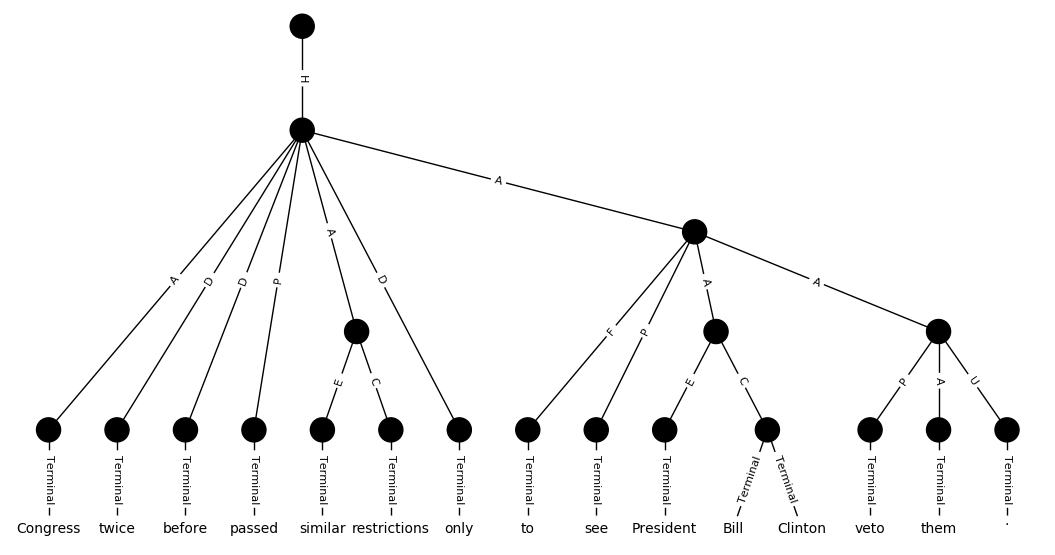 H
A
A D D P A D A
F P A A
E C E C P A U
Terminal Terminal Terminal Terminal Terminal Terminal Terminal Terminal Terminal Terminal Terminal Terminal Terminal Terminal Terminal
Congress twice before passed similar restrictions only to see President Bill Clinton veto them .